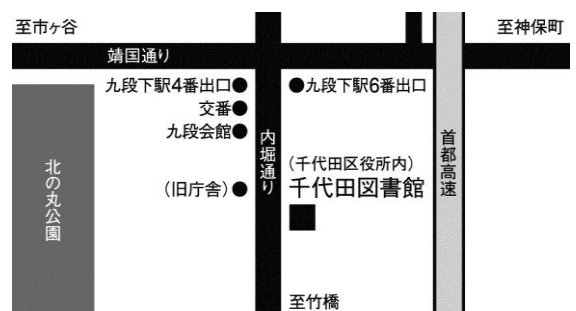 至市ヶ谷
至神保町
靖国通り
九段下駅4番出口●
●九段下駅6番出口
交番●
九段会館●
内堀通り
首都高速
北の丸公園
(千代田区役所内)
(旧庁舎)●
千代田図書館
至竹橋